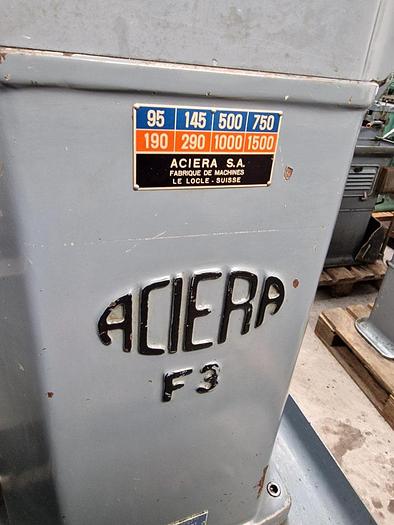 95 145 500 750
190 290 1000 1500
ACIERA S.A.
FABRIQUE DE MACHINES
LE LOCLE - SUISSE
ACIERA
F3